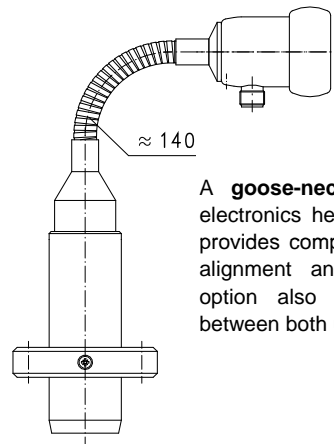 ≈ 140
A goose-nec
electronics he
provides comp
alignment an
option also
between both